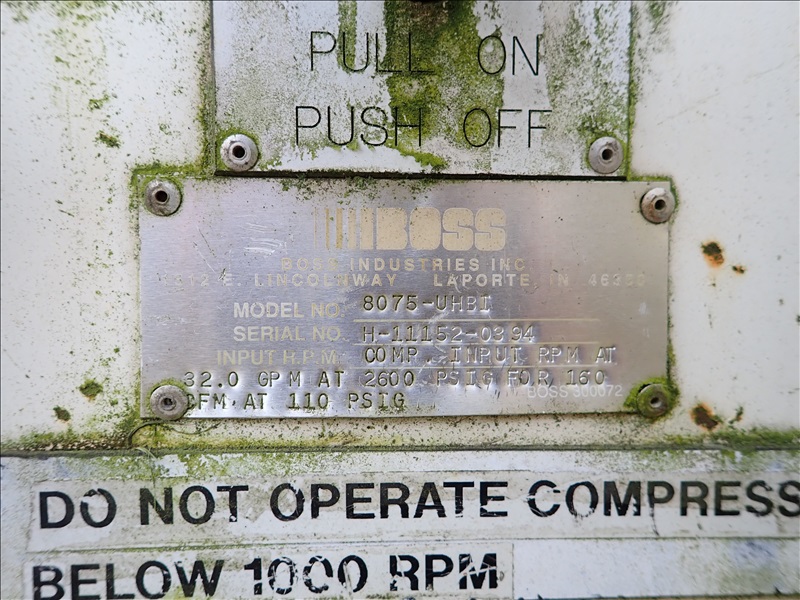 PULL ON
PUSH OFF
BOSS
BOSS INDUSTRIES INC
E. LINCOLNWAY LAPORTE IN
MODEL NO. 8075-UHBI
SERIAL NO. H-11152-0394
INPUT R.P.M. COMP. INPUT RPM AT
32.0 GPM AT 2600 PSIG FOR 160
CFM AT 110 PSIG
BOSS 300072
DO NOT OPERATE COMPRESS
BELOW 1000 RPM